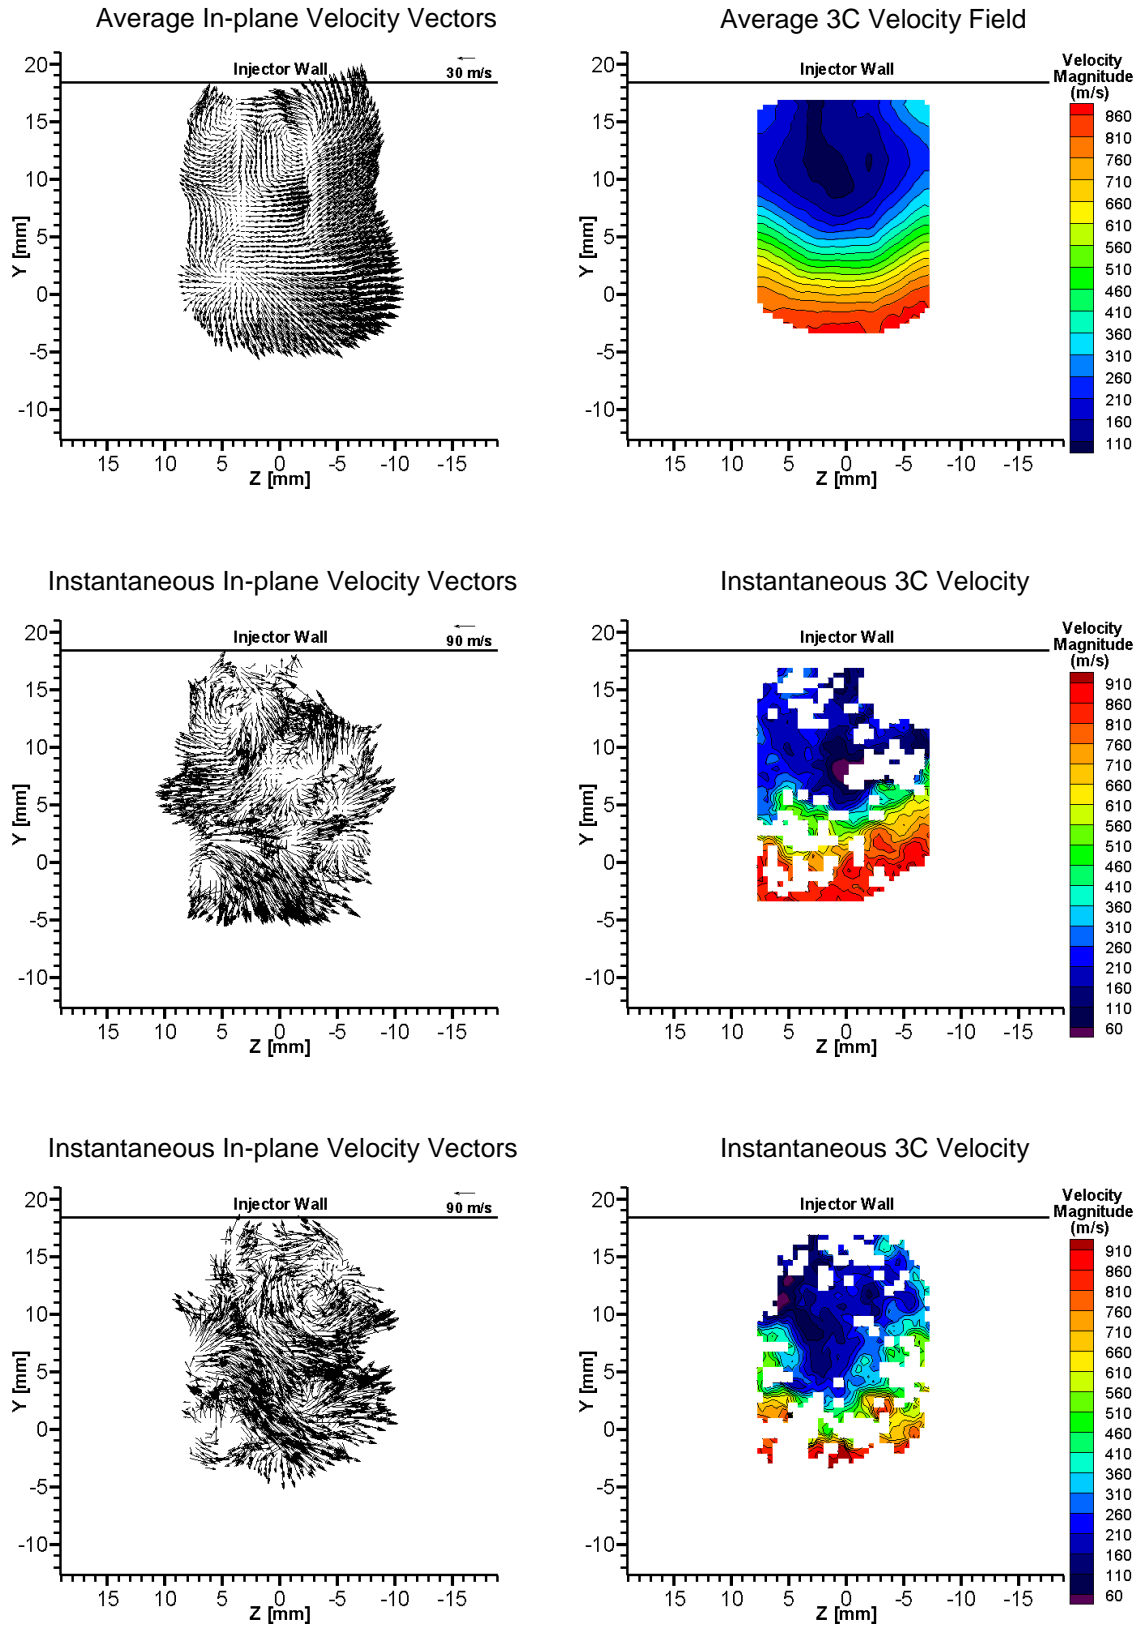 Average In-plane Velocity Vectors
Average 3C Velocity Field
Injector Wall
30 m/s
20
15
10
5
0
-5
-10
Y [mm]
15 10 5 0 -5 -10 -15
Z [mm]
Injector Wall
20
15
10
5
0
-5
-10
Y [mm]
15 10 5 0 -5 -10 -15
Z [mm]
Velocity
Magnitude
(m/s)
860
810
760
710
660
610
560
510
460
410
360
310
260
210
160
110
Instantaneous In-plane Velocity Vectors
Instantaneous 3C Velocity
Injector Wall
90 m/s
20
15
10
5
0
-5
-10
Y [mm]
15 10 5 0 -5 -10 -15
Z [mm]
Injector Wall
20
15
10
5
0
-5
-10
Y [mm]
15 10 5 0 -5 -10 -15
Z [mm]
Velocity
Magnitude
(m/s)
910
860
810
760
710
660
610
560
510
460
410
360
310
260
210
160
110
60
Instantaneous In-plane Velocity Vectors
Instantaneous 3C Velocity
Injector Wall
90 m/s
20
15
10
5
0
-5
-10
Y [mm]
15 10 5 0 -5 -10 -15
Z [mm]
Injector Wall
20
15
10
5
0
-5
-10
Y [mm]
15 10 5 0 -5 -10 -15
Z [mm]
Velocity
Magnitude
(m/s)
910
860
810
760
710
660
610
560
510
460
410
360
310
260
210
160
110
60